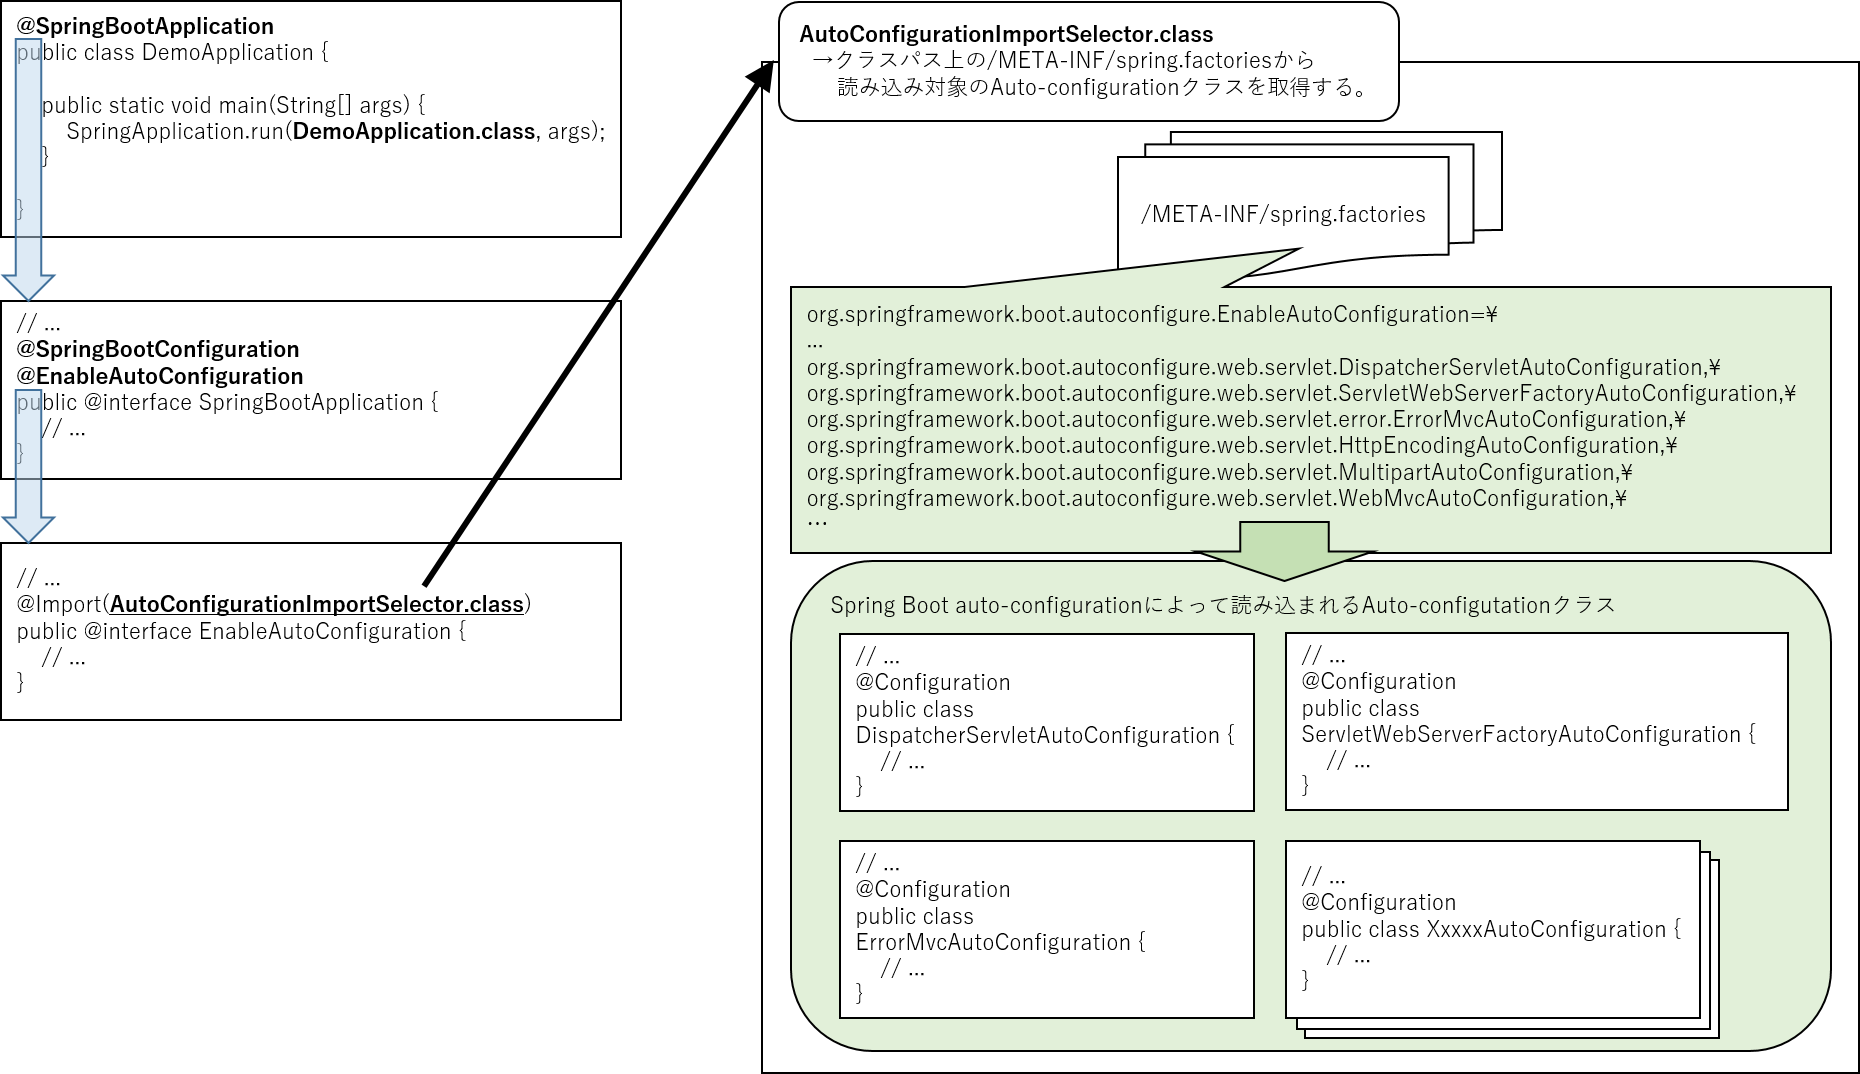 @SpringBootApplication
public class DemoApplication {
public static void main(String[] args) {
SpringApplication.run(DemoApplication.class, args);
}
}
// ...
@SpringBootConfiguration
@EnableAutoConfiguration
public @interface SpringBootApplication {
// ...
}
// ...
@Import(AutoConfigurationImportSelector.class)
public @interface EnableAutoConfiguration {
// ...
}
AutoConfigurationImportSelector.class
→クラスパス上の/META-INF/spring.factoriesから
読み込み対象のAuto-configurationクラスを取得する。
/META-INF/spring.factories
org.springframework.boot.autoconfigure.EnableAutoConfiguration=¥
...
org.springframework.boot.autoconfigure.web.servlet.DispatcherServletAutoConfiguration,¥
org.springframework.boot.autoconfigure.web.servlet.ServletWebServerFactoryAutoConfiguration,¥
org.springframework.boot.autoconfigure.web.servlet.error.ErrorMvcAutoConfiguration,¥
org.springframework.boot.autoconfigure.web.servlet.HttpEncodingAutoConfiguration,¥
org.springframework.boot.autoconfigure.web.servlet.MultipartAutoConfiguration,¥
org.springframework.boot.autoconfigure.web.servlet.WebMvcAutoConfiguration,¥
…
Spring Boot auto-configurationによって読み込まれるAuto-configutationクラス
// ...
@Configuration
public class
DispatcherServletAutoConfiguration {
// ...
}
// ...
@Configuration
public class
ServletWebServerFactoryAutoConfiguration {
// ...
}
// ...
@Configuration
public class
ErrorMvcAutoConfiguration {
// ...
}
// ...
@Configuration
public class XxxxxAutoConfiguration {
// ...
}